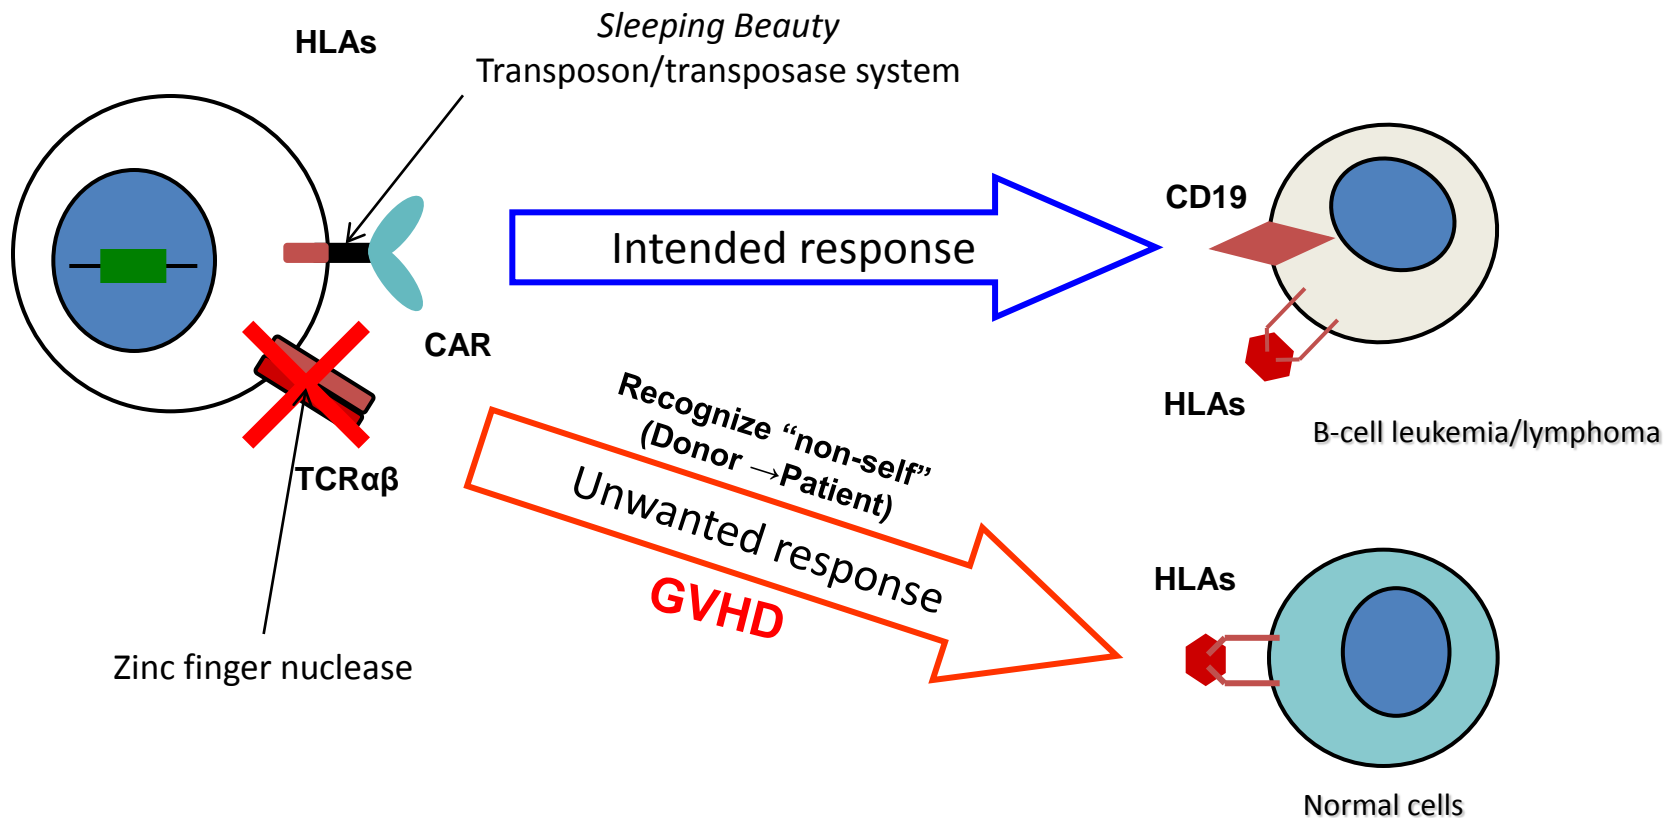 HLAs
Sleeping Beauty
Transposon/transposase system
CD19
Intended response
CAR
HLAs
B-cell leukemia/lymphoma
TCRαβ
Recognize “non-self”
(Donor →Patient)
Unwanted response
GVHD
HLAs
Zinc finger nuclease
Normal cells